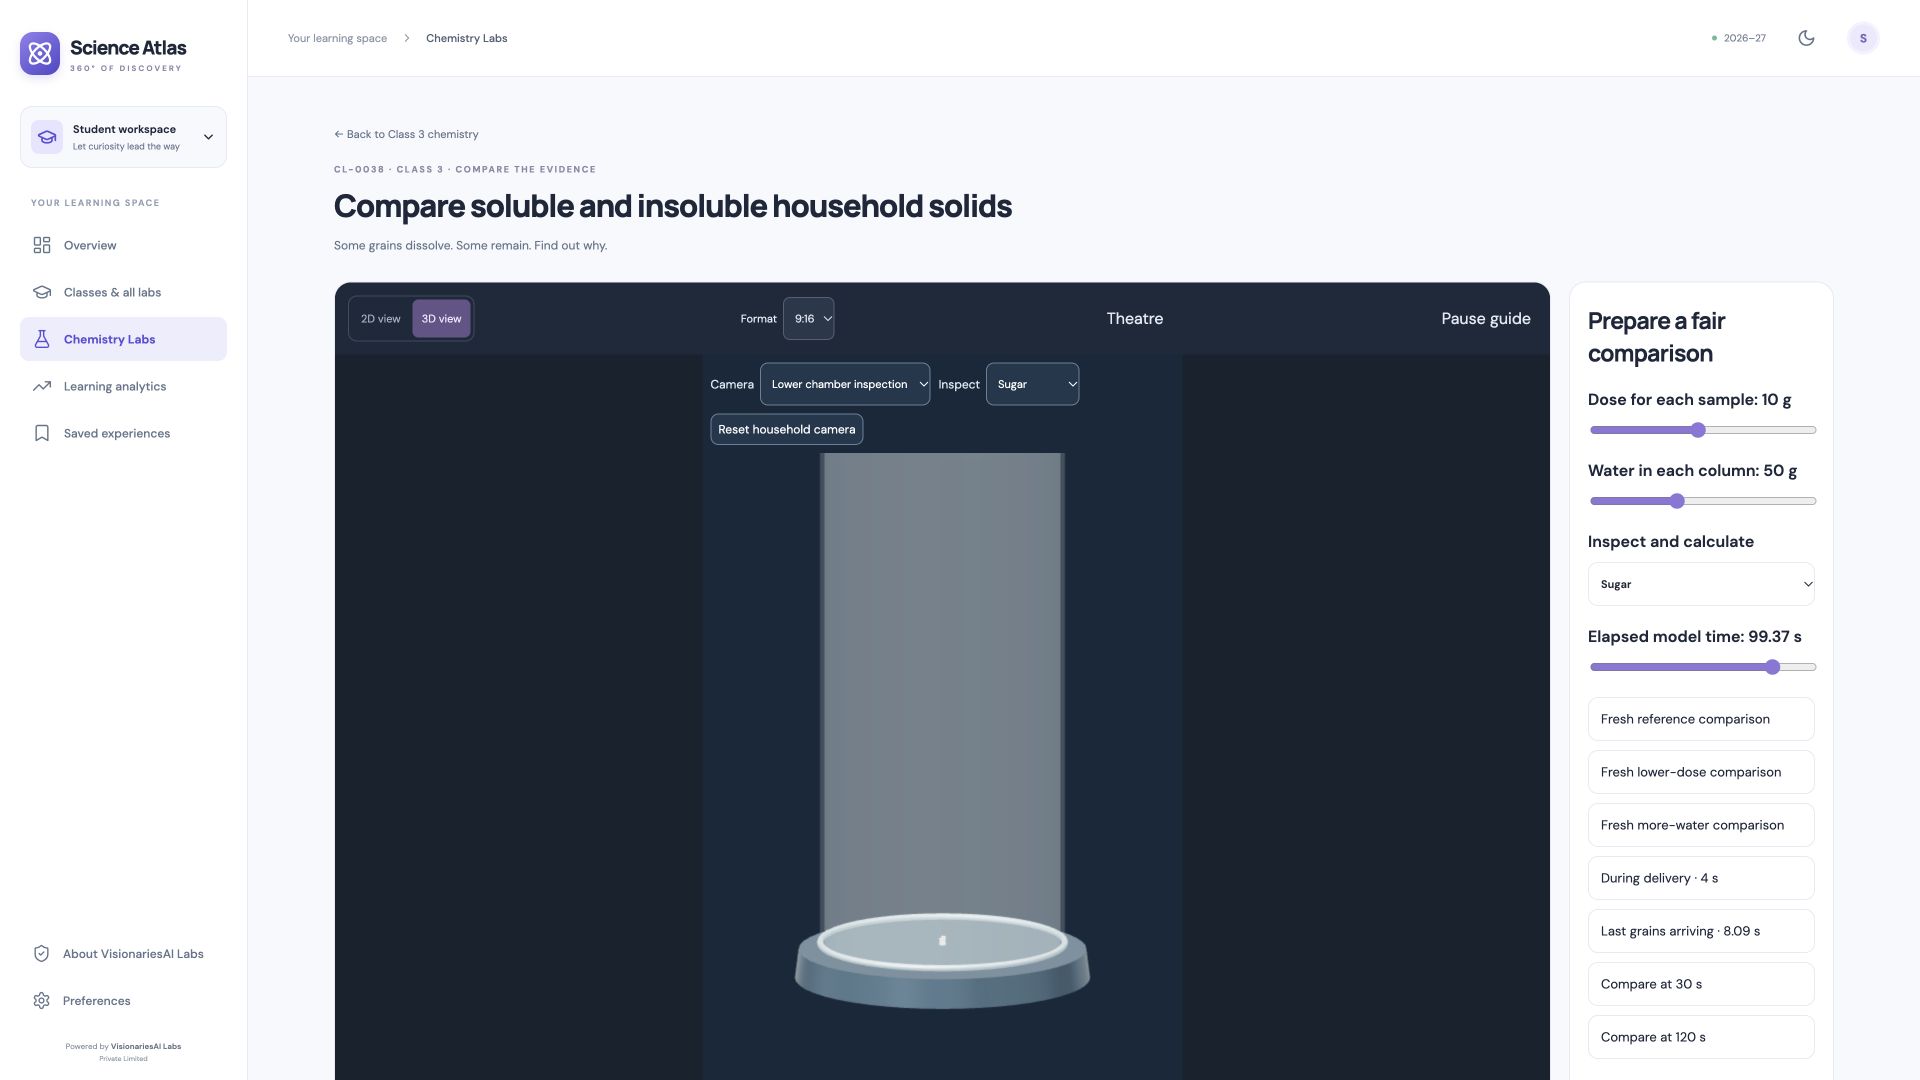 Science Atlas
360° OF DISCOVERY
Student workspace
Let curiosity lead the way
YOUR LEARNING SPACE
Overview
Classes & all labs
Chemistry Labs
Learning analytics
Saved experiences
About VisionariesAI Labs
Preferences
Powered by VisionariesAI Labs
Private Limited
Your learning space
Chemistry Labs
2026–27
S
← Back to Class 3 chemistry
CL-0038 · CLASS 3 · COMPARE THE EVIDENCE
Compare soluble and insoluble household solids
Some grains dissolve. Some remain. Find out why.
2D view
3D view
Format
9:16
Theatre
Pause guide
Camera
Lower chamber inspection
Inspect
Sugar
Reset household camera
Prepare a fair
comparison
Dose for each sample: 10 g
Water in each column: 50 g
Inspect and calculate
Sugar
Elapsed model time: 99.37 s
Fresh reference comparison
Fresh lower-dose comparison
Fresh more-water comparison
During delivery · 4 s
Last grains arriving · 8.09 s
Compare at 30 s
Compare at 120 s